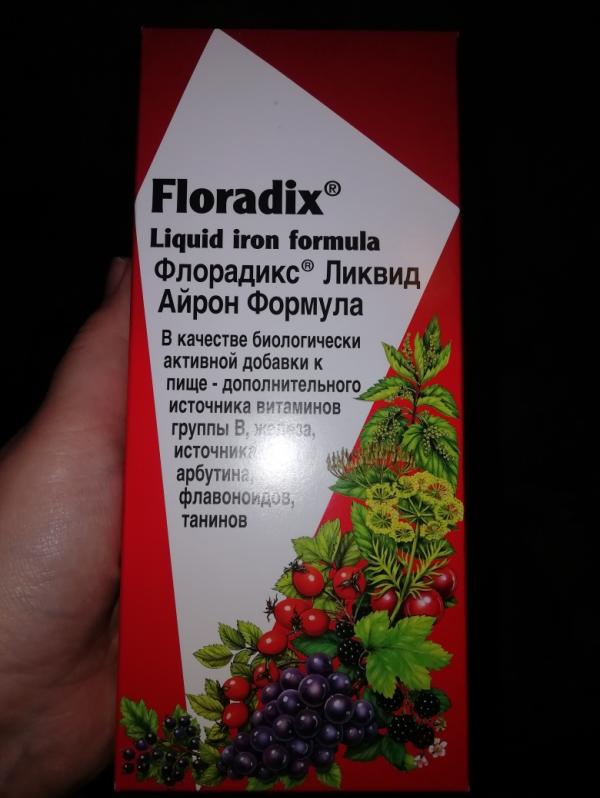 Floradix®
Liquid iron formula
Флорадикс® Ликвид
Айрон Формула
В качестве биологически
активной добавки к
пище - дополнительного
источника витаминов
группы В, железа,
источника
арбутина,
флавоноидов,
танинов